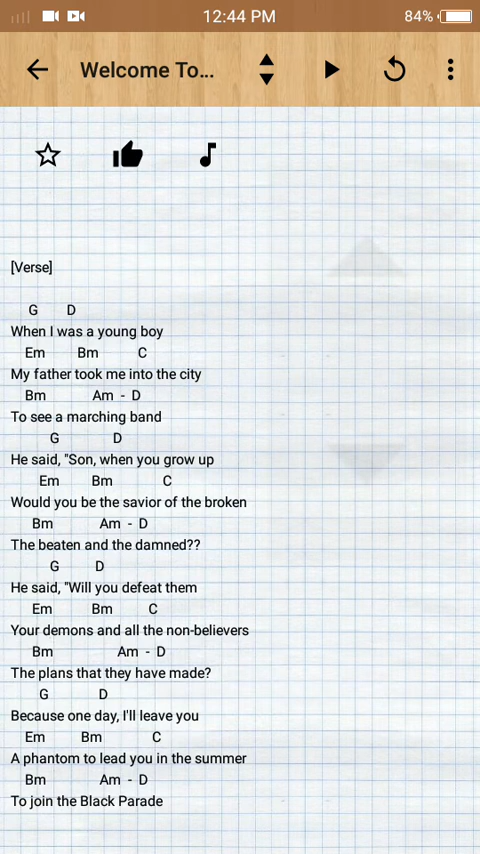 12:44 PM
84%
Welcome To...
[Verse]
G D
When I was a young boy
Em Bm C
My father took me into the city
Bm Am - D
To see a marching band
G D
He said, "Son, when you grow up
Em Bm C
Would you be the savior of the broken
Bm Am - D
The beaten and the damned??
G D
He said, "Will you defeat them
Em Bm C
Your demons and all the non-believers
Bm Am - D
The plans that they have made?
G D
Because one day, I'll leave you
Em Bm C
A phantom to lead you in the summer
Bm Am - D
To join the Black Parade